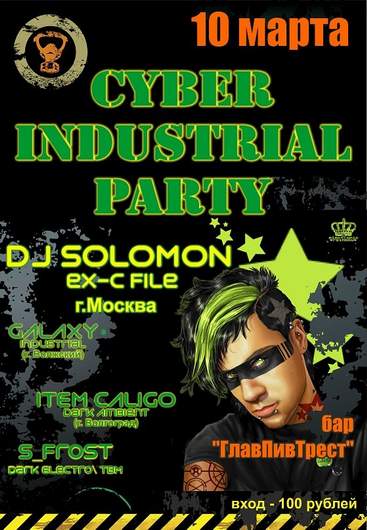 10 марта
CYBER
INDUSTRIAL
PARTY
DJ SOLOMON
EX-C FILE
г.Москва
GALAXY
INDUSTRIAL
(г. Волжский)
ITEM CALIGO
DARK AMBIENT
(г. Волгоград)
S_FROST
DARK ELECTRO\ TBM
бар
"ГлавПивТрест"
вход - 100 рублей